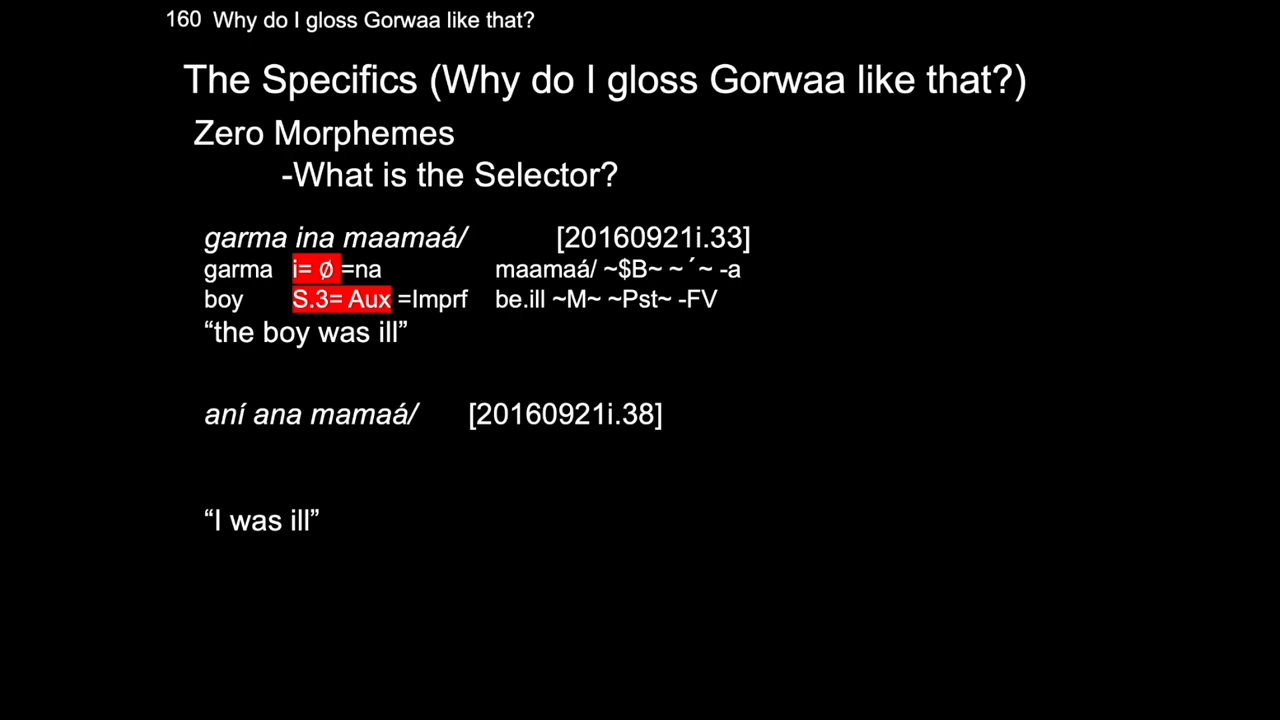 160 Why do I gloss Gorwaa like that?
The Specifics (Why do I gloss Gorwaa like that?)
Zero Morphemes
-What is the Selector?
garma ina maamaá/ [20160921i.33]
garma i= ∅ =na maamaá/ ~$B~ ~ ́ ~ -a
boy S.3= Aux =Imprf be.ill ~M~ ~Pst~ -FV
“the boy was ill”
aní ana mamaá/ [20160921i.38]
“I was ill”